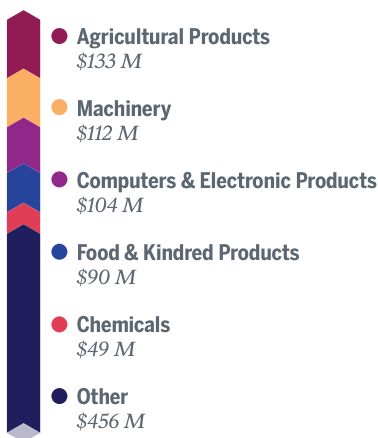 Agricultural Products
$133 M
Machinery
$112 M
Computers & Electronic Products
$104 M
Food & Kindred Products
$90 M
Chemicals
$49 M
Other
$456 M